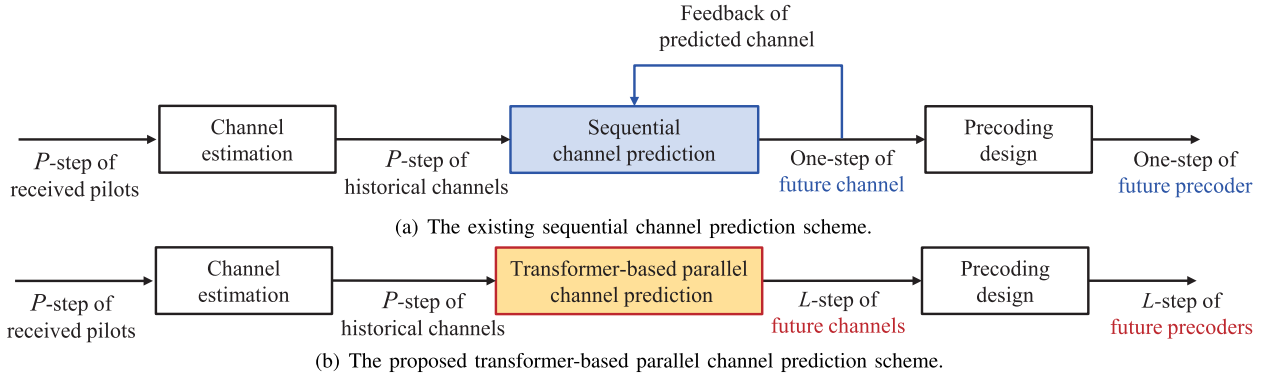 Feedback of
predicted channel
Channel
estimation
Sequential
channel prediction
Precoding
design
P-step of
received pilots
P-step of
historical channels
One-step of
future channel
One-step of
future precoder
(a) The existing sequential channel prediction scheme.
Channel
estimation
Transformer-based parallel
channel prediction
Precoding
design
P-step of
received pilots
P-step of
historical channels
L-step of
future channels
L-step of
future precoders
(b) The proposed transformer-based parallel channel prediction scheme.